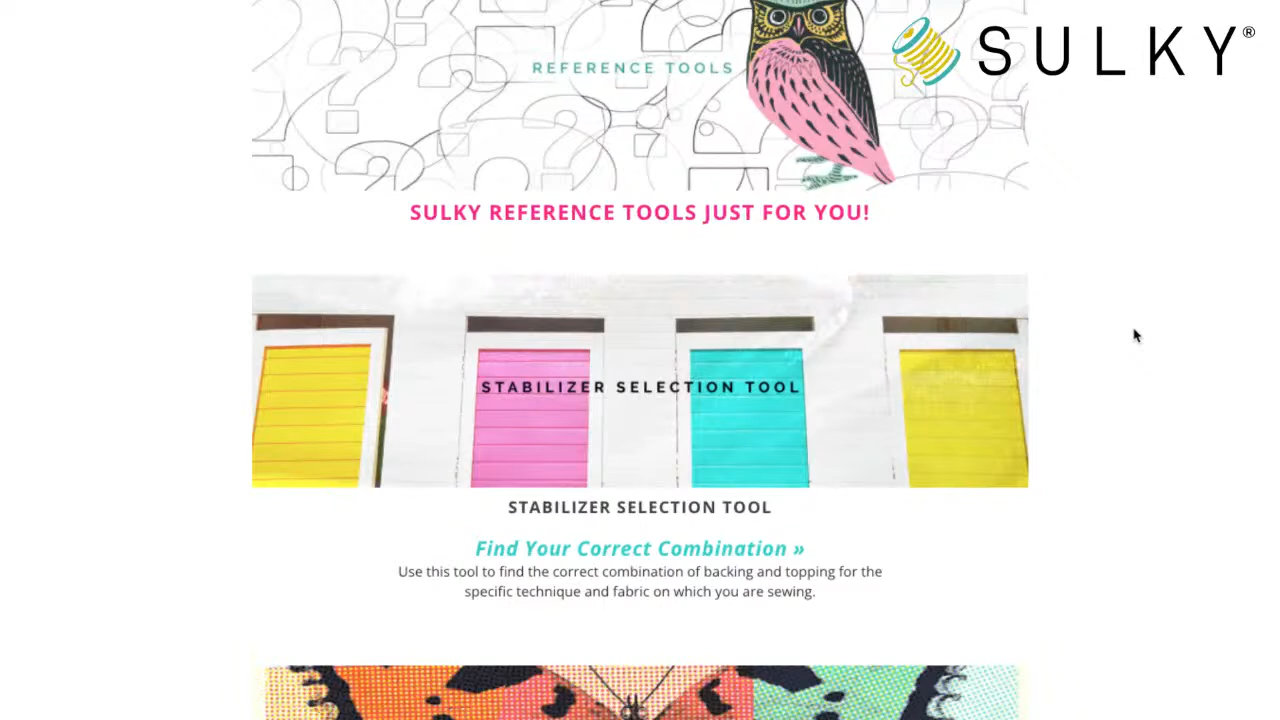 SULKY®
REFERENCE TOOLS
SULKY REFERENCE TOOLS JUST FOR YOU!
STABILIZER SELECTION TOOL
STABILIZER SELECTION TOOL
Find Your Correct Combination »
Use this tool to find the correct combination of backing and topping for the
specific technique and fabric on which you are sewing.